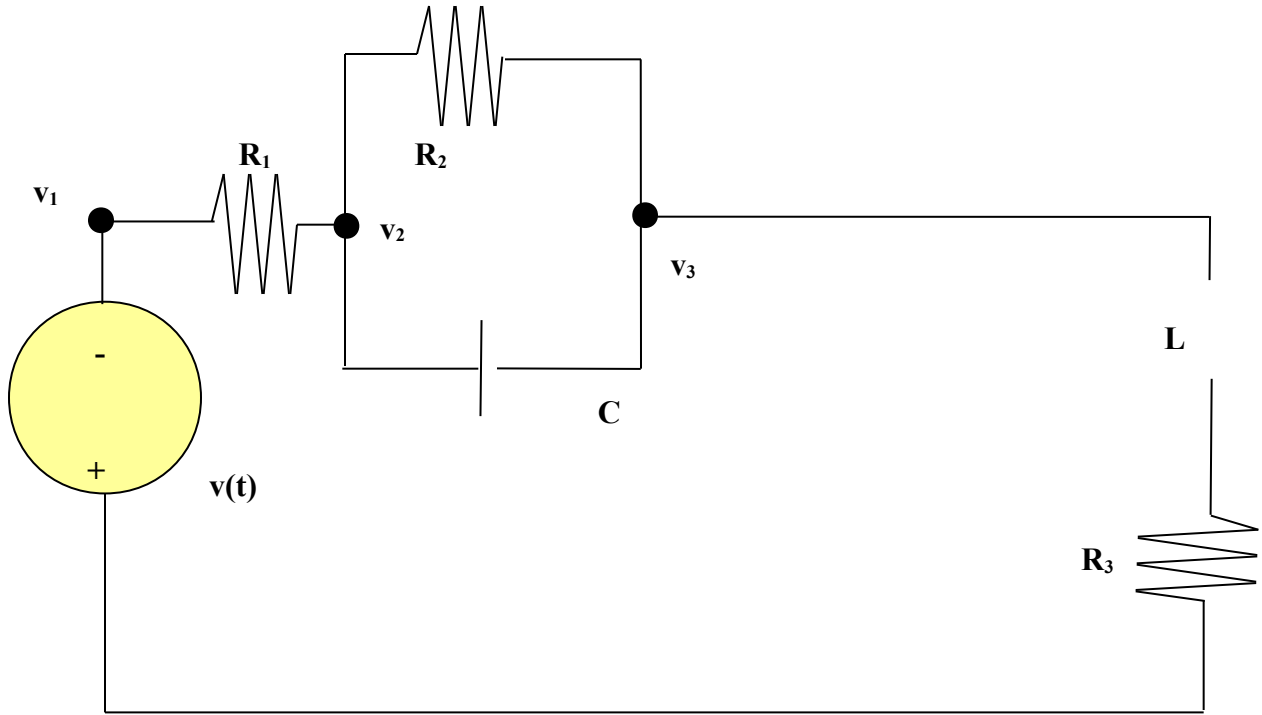 R₁
R₂
v₁
v₂
v₃
-
L
C
+
v(t)
R₃